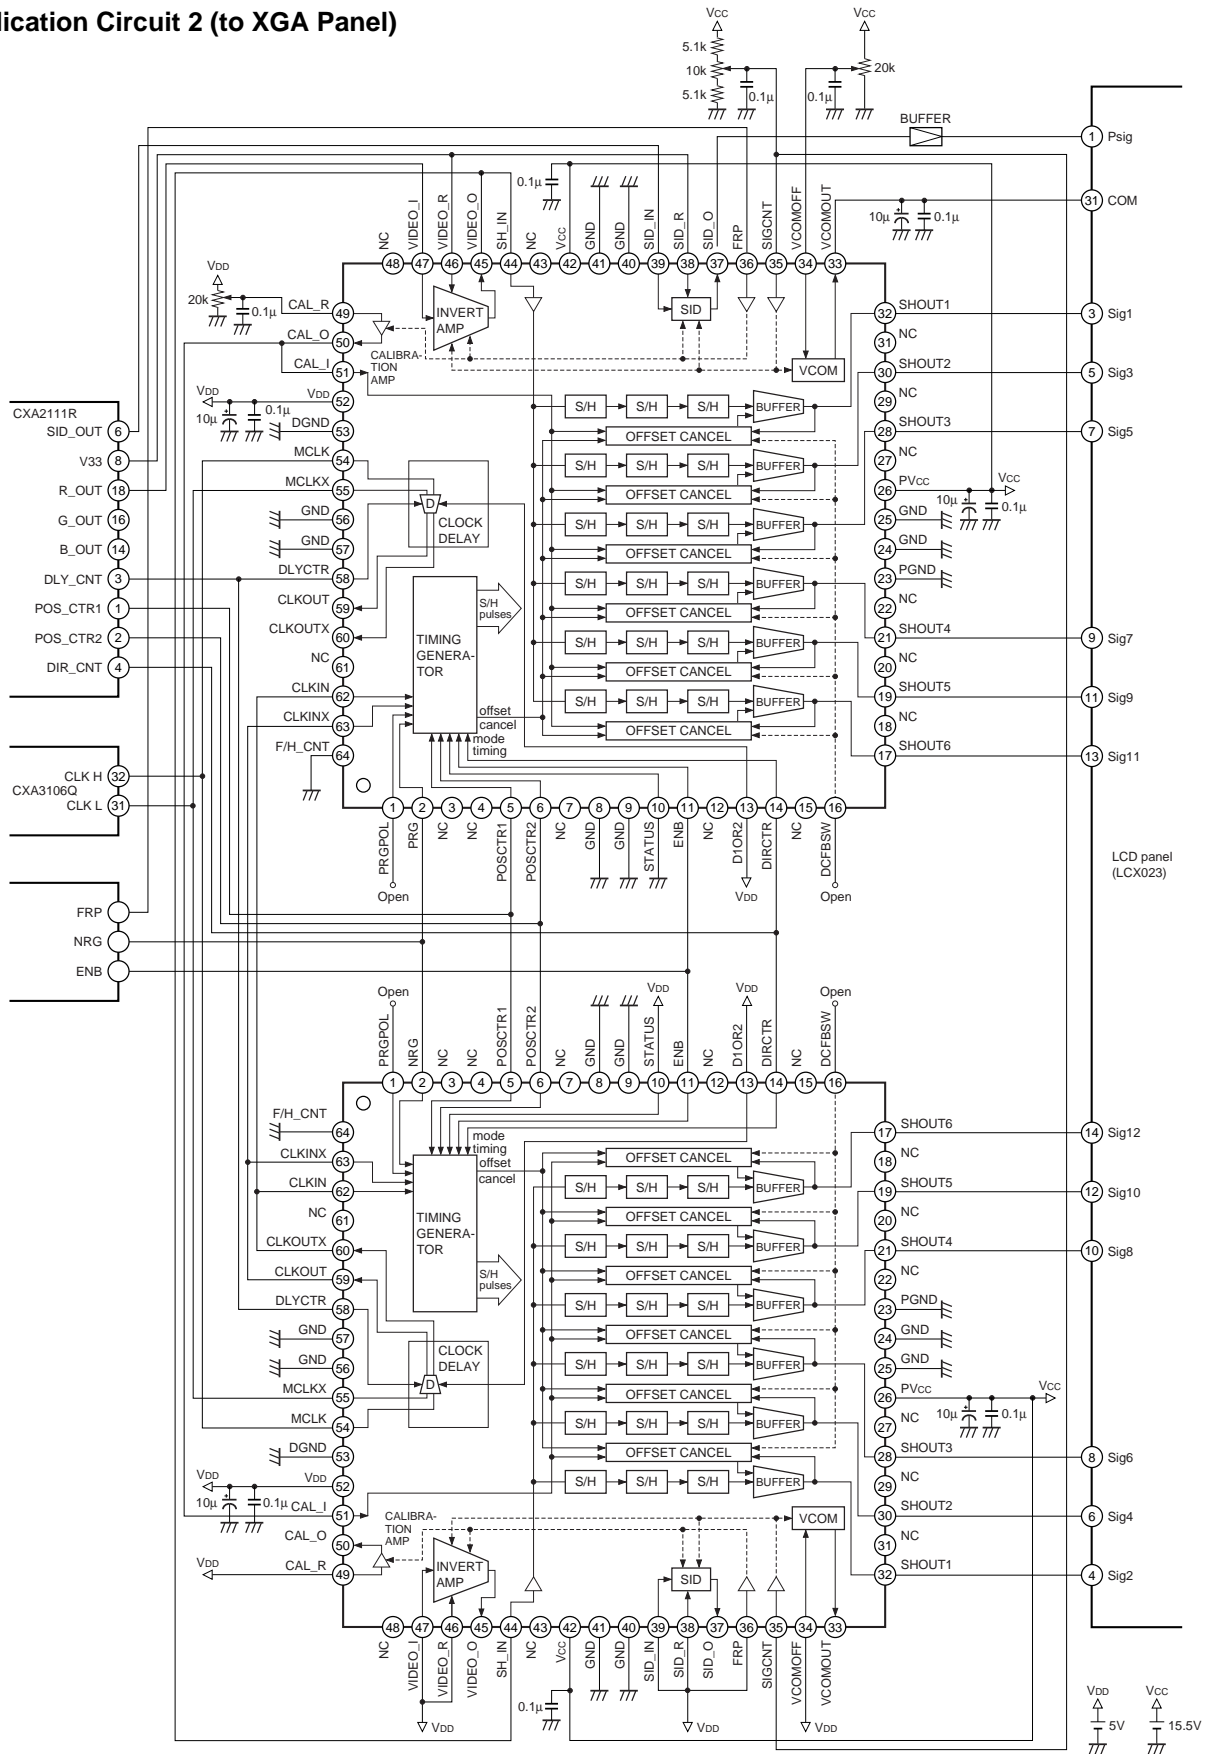 lication Circuit 2 (to XGA Panel)
VCC
5.1k
10k
5.1k
0.1μ
VCC
20k
0.1μ
BUFFER
1 Psig
31 COM
0.1μ
10μ
0.1μ
NC
VIDEO_I
VIDEO_R
VIDEO_O
SH_IN
NC
VCC
GND
GND
SID_IN
SID_R
SID_O
FRP
SIGCNT
VCOMOFF
VCOMOUT
48 47 46 45 44 43 42 41 40 39 38 37 36 35 34 33
VDD
20k
0.1μ
CAL_R 49
CAL_O 50
CAL_I 51
VDD
VDD 52
10μ
0.1μ
DGND 53
MCLK 54
MCLKX 55
GND 56
GND 57
DLYCTR 58
CLKOUT 59
CLKOUTX 60
NC 61
CLKIN 62
CLKINX 63
F/H_CNT 64
INVERT
AMP
CALIBRA-
TION
AMP
SID
VCOM
D
CLOCK
DELAY
TIMING
GENERA-
TOR
S/H
pulses
offset
cancel
mode
timing
S/H S/H S/H BUFFER
OFFSET CANCEL
S/H S/H S/H BUFFER
OFFSET CANCEL
S/H S/H S/H BUFFER
OFFSET CANCEL
S/H S/H S/H BUFFER
OFFSET CANCEL
S/H S/H S/H BUFFER
OFFSET CANCEL
S/H S/H S/H BUFFER
OFFSET CANCEL
32 SHOUT1
31 NC
30 SHOUT2
29 NC
28 SHOUT3
27 NC
26 PVCC
VCC
10μ
0.1μ
25 GND
24 GND
23 PGND
22 NC
21 SHOUT4
20 NC
19 SHOUT5
18 NC
17 SHOUT6
3 Sig1
5 Sig3
7 Sig5
9 Sig7
11 Sig9
13 Sig11
CXA2111R
SID_OUT 6
V33 8
R_OUT 18
G_OUT 16
B_OUT 14
DLY_CNT 3
POS_CTR1 1
POS_CTR2 2
DIR_CNT 4
CLK H 32
CXA3106Q
CLK L 31
FRP
NRG
ENB
1 2 3 4 5 6 7 8 9 10 11 12 13 14 15 16
PRGPOL
PRG
NC
NC
POSCTR1
POSCTR2
NC
GND
GND
STATUS
ENB
NC
D1OR2
DIRCTR
NC
DCFBSW
Open
VDD
Open
LCD panel
(LCX023)
Open
VDD
VDD
Open
PRGPOL
NRG
NC
NC
POSCTR1
POSCTR2
NC
GND
GND
STATUS
ENB
NC
D1OR2
DIRCTR
NC
DCFBSW
1 2 3 4 5 6 7 8 9 10 11 12 13 14 15 16
F/H_CNT 64
CLKINX 63
CLKIN 62
NC 61
CLKOUTX 60
CLKOUT 59
DLYCTR 58
GND 57
GND 56
MCLKX 55
MCLK 54
DGND 53
VDD
VDD 52
10μ
0.1μ
CAL_I 51
CAL_O 50
VDD
CAL_R 49
mode
timing
offset
cancel
TIMING
GENERA-
TOR
S/H
pulses
CLOCK
DELAY
D
CALIBRA-
TION
AMP
INVERT
AMP
SID
VCOM
OFFSET CANCEL
S/H S/H S/H BUFFER
OFFSET CANCEL
S/H S/H S/H BUFFER
OFFSET CANCEL
S/H S/H S/H BUFFER
OFFSET CANCEL
S/H S/H S/H BUFFER
OFFSET CANCEL
S/H S/H S/H BUFFER
OFFSET CANCEL
S/H S/H S/H BUFFER
17 SHOUT6
18 NC
19 SHOUT5
20 NC
21 SHOUT4
22 NC
23 PGND
24 GND
25 GND
26 PVCC
VCC
10μ
0.1μ
27 NC
28 SHOUT3
29 NC
30 SHOUT2
31 NC
32 SHOUT1
14 Sig12
12 Sig10
10 Sig8
8 Sig6
6 Sig4
4 Sig2
48 47 46 45 44 43 42 41 40 39 38 37 36 35 34 33
NC
VIDEO_I
VIDEO_R
VIDEO_O
SH_IN
NC
VCC
GND
GND
SID_IN
SID_R
SID_O
FRP
SIGCNT
VCOMOFF
VCOMOUT
VDD
0.1μ
VDD
VDD
VDD
5V
VCC
15.5V